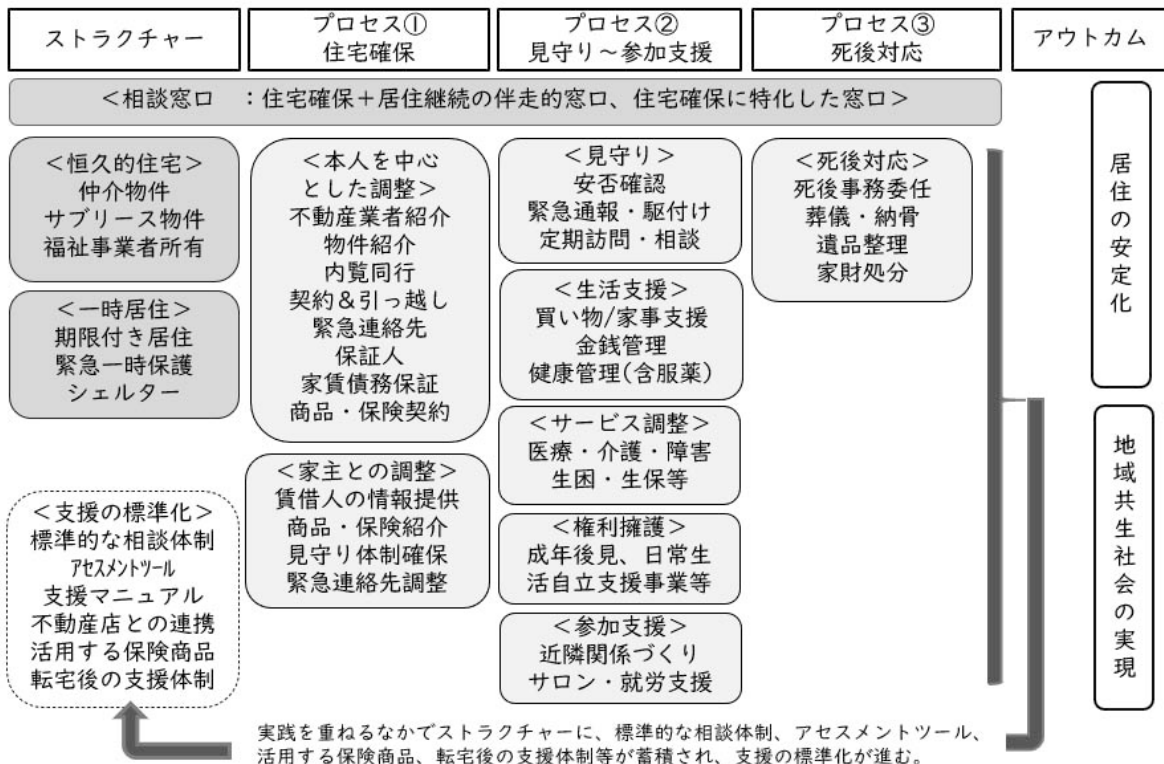 ストラクチャー
プロセス①
住宅確保
プロセス②
見守り～参加支援
プロセス③
死後対応
アウトカム
＜相談窓口　：住宅確保＋居住継続の伴走的窓口、住宅確保に特化した窓口＞
＜恒久的住宅＞
仲介物件
サブリース物件
福祉事業者所有
＜一時居住＞
期限付き居住
緊急一時保護
シェルター
＜支援の標準化＞
標準的な相談体制
ｱｾｽﾒﾝﾄﾂｰﾙ
支援マニュアル
不動産店との連携
活用する保険商品
転宅後の支援体制
＜本人を中心
とした調整＞
不動産業者紹介
物件紹介
内覧同行
契約＆引っ越し
緊急連絡先
保証人
家賃債務保証
商品・保険契約
＜家主との調整＞
賃借人の情報提供
商品・保険紹介
見守り体制確保
緊急連絡先調整
＜見守り＞
安否確認
緊急通報・駆付け
定期訪問・相談
＜生活支援＞
買い物/家事支援
金銭管理
健康管理(含服薬)
＜サービス調整＞
医療・介護・障害
生困・生保等
＜権利擁護＞
成年後見、日常生
活自立支援事業等
＜参加支援＞
近隣関係づくり
サロン・就労支援
＜死後対応＞
死後事務委任
葬儀・納骨
遺品整理
家財処分
居住の安定化
地域共生社会の実現
実践を重ねるなかでストラクチャーに、標準的な相談体制、アセスメントツール、
活用する保険商品、転宅後の支援体制等が蓄積され、支援の標準化が進む。